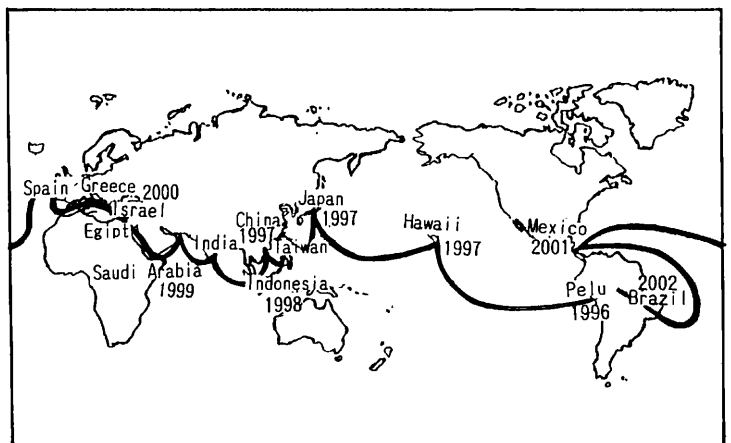 Spain Greece
2000
Israel
Egipt
Saudi Arabia
1999
India
China
1997
Taiwan
Japan
1997
Indonesia
1998
Hawaii
1997
Mexico
2001
Pelu
1996
2002
Brazil